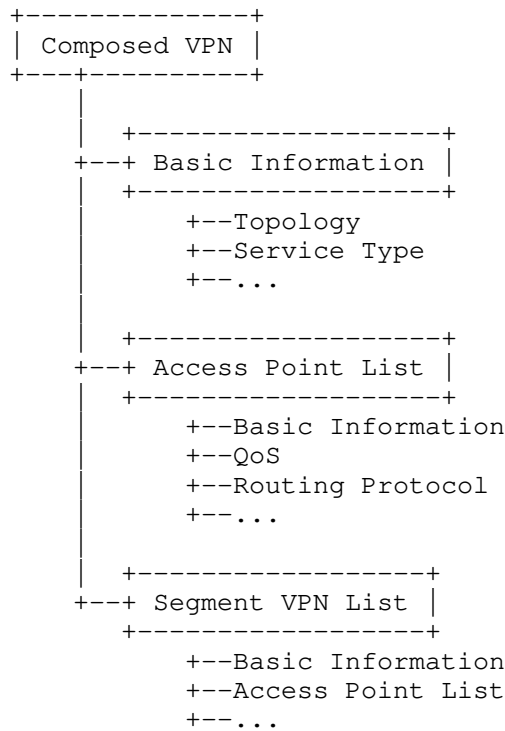 +---------------+
| Composed VPN |
+---+-----------+
    |
    |  +-------------------+
    +--+ Basic Information |
    |  +-------------------+
    |      +--Topology
    |      +--Service Type
    |      +--...
    |
    |  +-------------------+
    +--+ Access Point List |
    |  +-------------------+
    |      +--Basic Information
    |      +--QoS
    |      +--Routing Protocol
    |      +--...
    |
    |  +------------------+
    +--+ Segment VPN List |
       +------------------+
           +--Basic Information
           +--Access Point List
           +--...